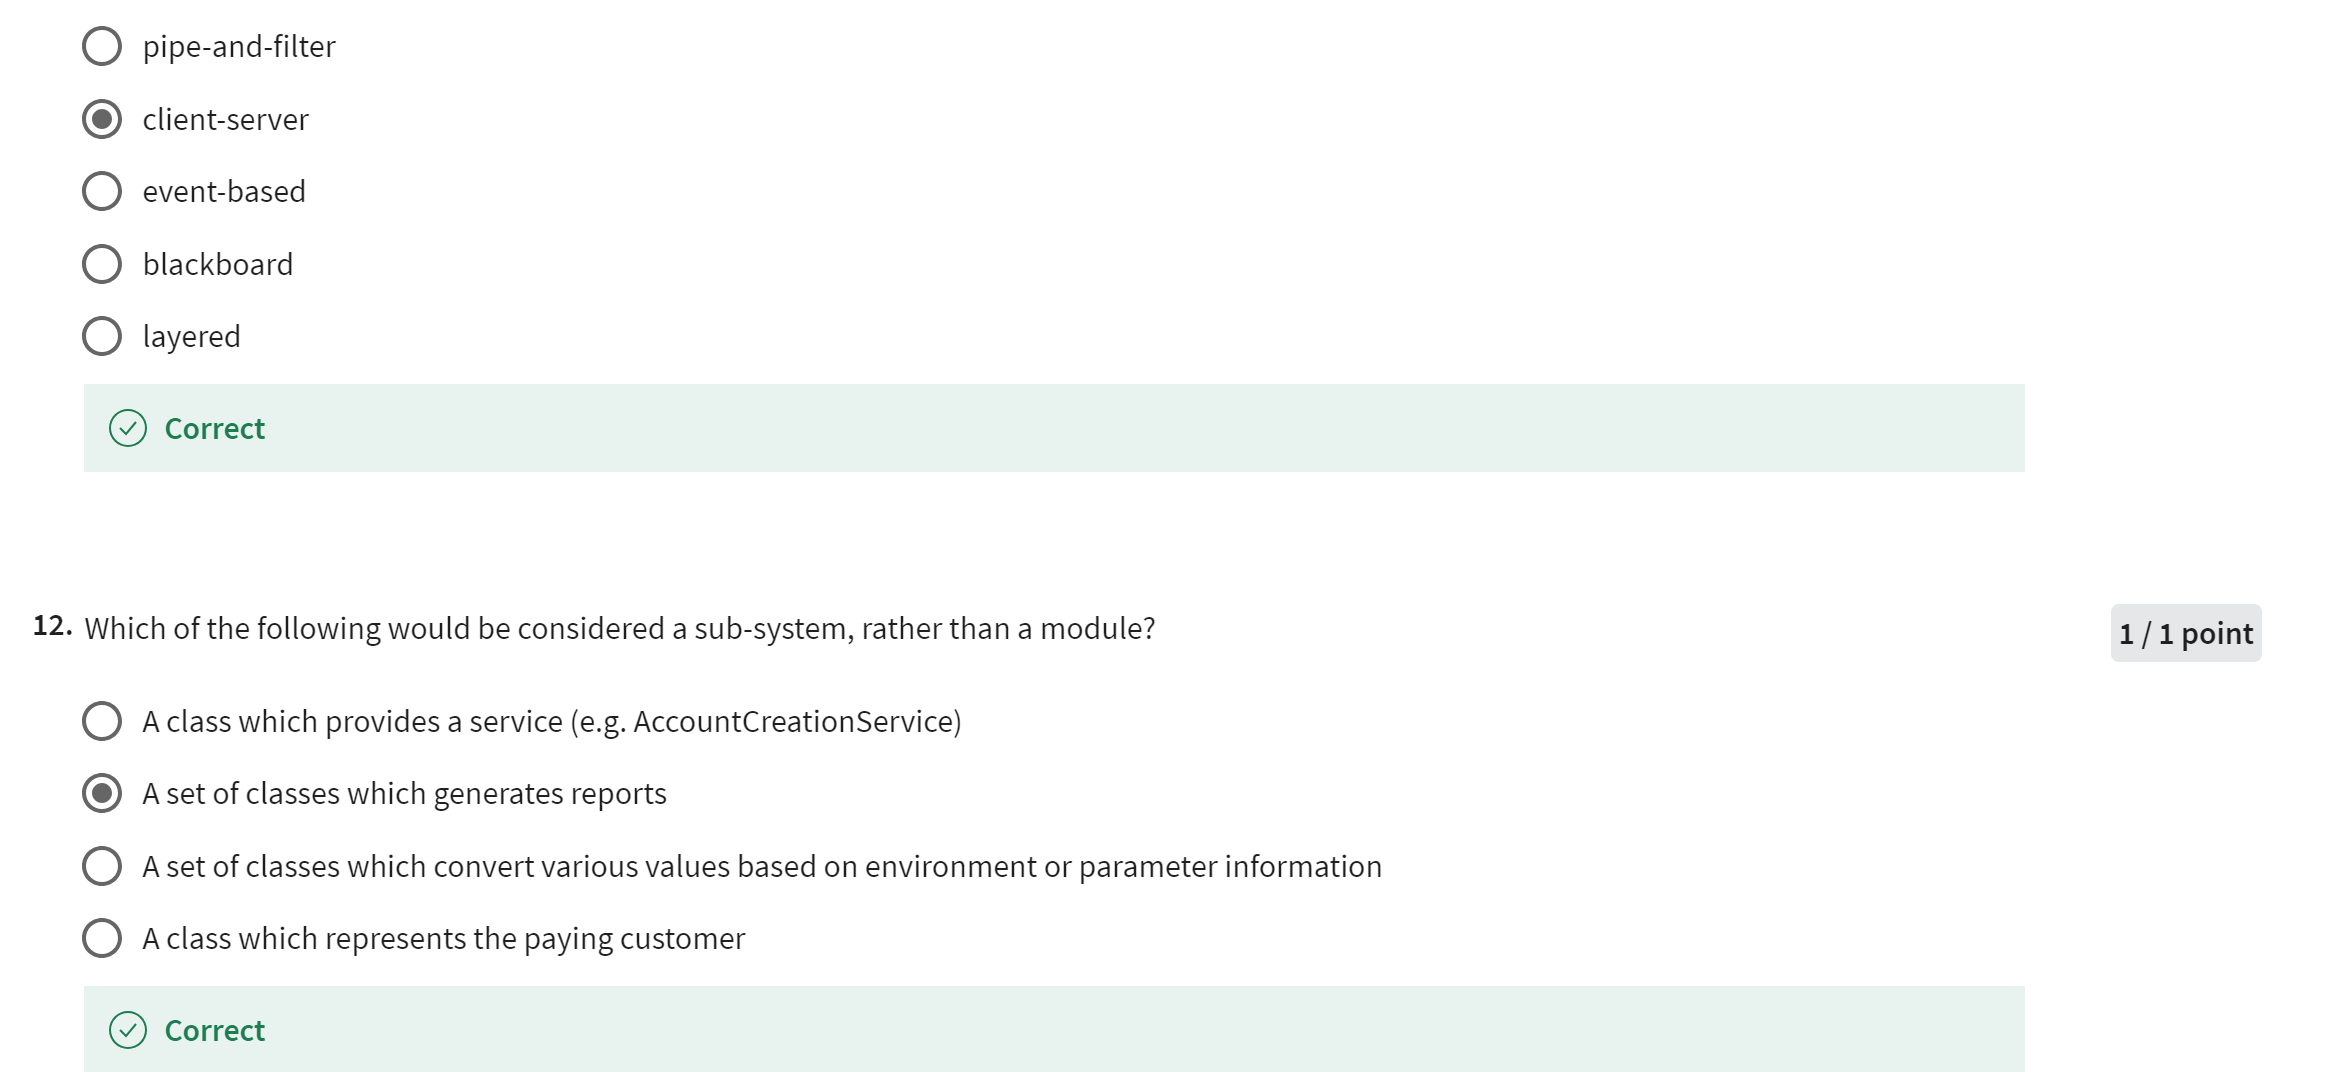 pipe-and-filter
client-server
event-based
blackboard
layered
Correct
12. Which of the following would be considered a sub-system, rather than a module?
1 / 1 point
A class which provides a service (e.g. AccountCreationService)
A set of classes which generates reports
A set of classes which convert various values based on environment or parameter information
A class which represents the paying customer
Correct